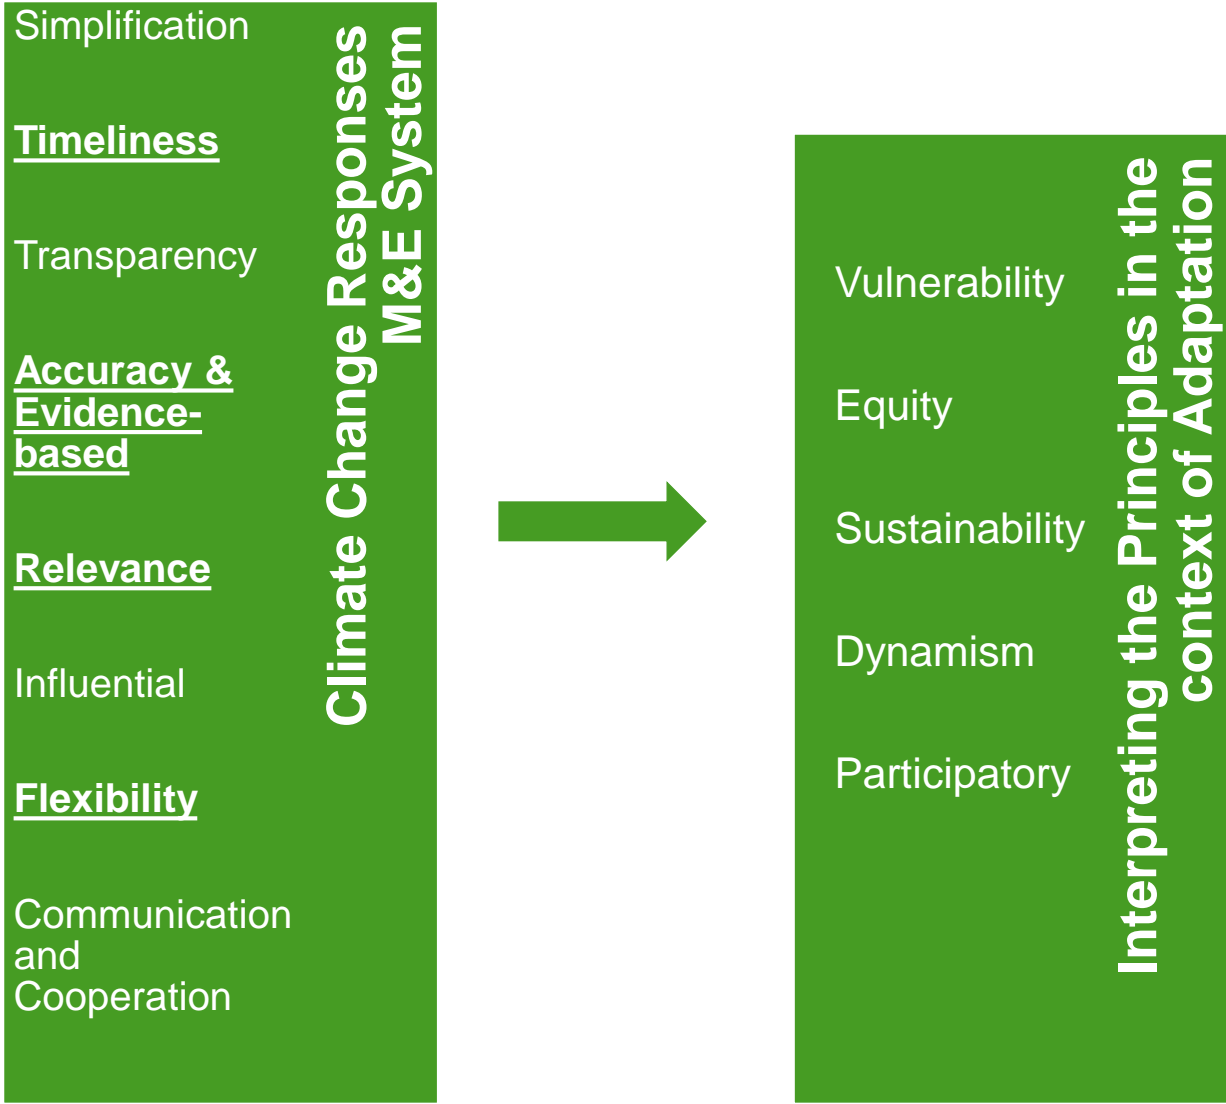 Simplification
Timeliness
Transparency
Accuracy &
Evidence-
based
Relevance
Influential
Flexibility
Communication
and
Cooperation
Climate Change Responses
M&E System
Vulnerability
Equity
Sustainability
Dynamism
Participatory
Interpreting the Principles in the
context of Adaptation